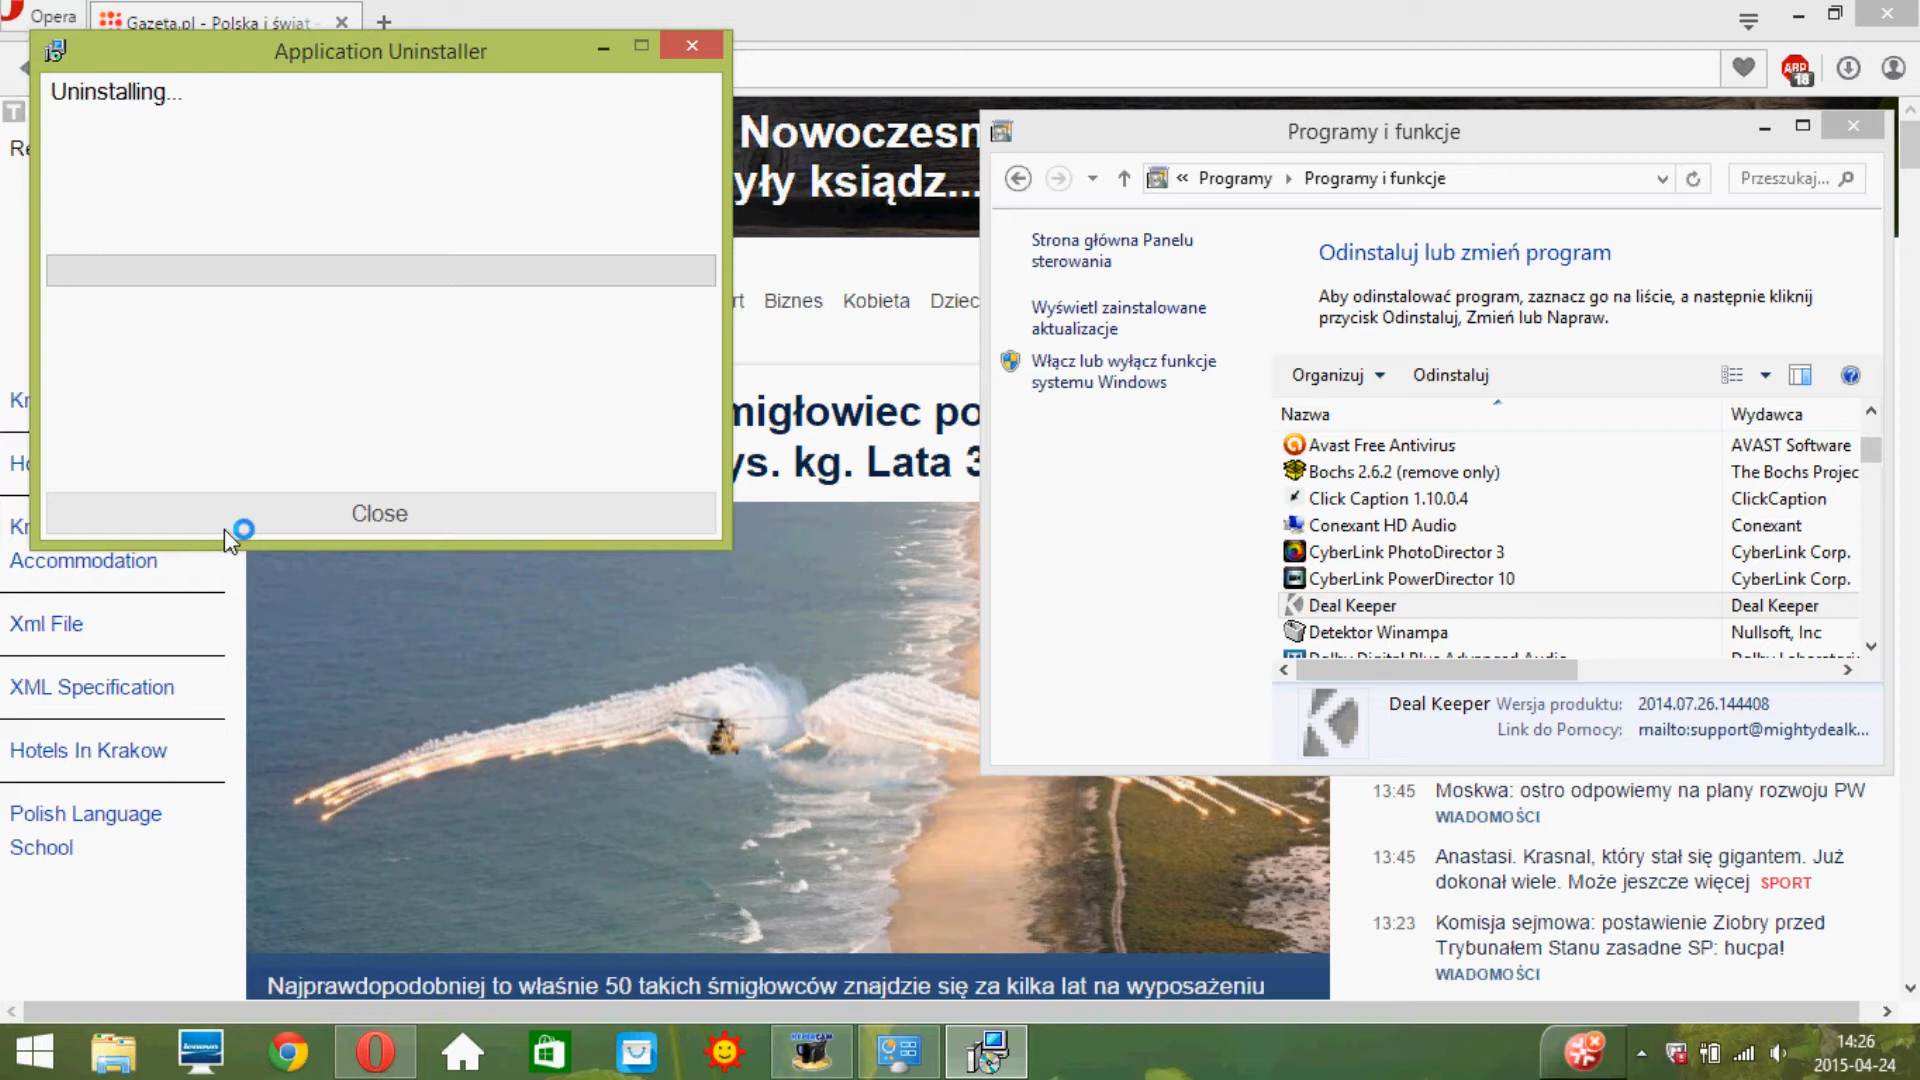 Opera
Gazeta.pl - Polska i świat -
ABP
18
Application Uninstaller
Uninstalling...
Close
T
Re
Nowoczesn
yły ksiądz...
rt Biznes Kobieta Dziec
migłowiec po
ys. kg. Lata 3
Kr
Ho
Kr
Accommodation
Xml File
XML Specification
Hotels In Krakow
Polish Language
School
Programy i funkcje
« Programy Programy i funkcje
Przeszukaj...
Strona główna Panelu
sterowania
Wyświetl zainstalowane
aktualizacje
Włącz lub wyłącz funkcje
systemu Windows
Odinstaluj lub zmień program
Aby odinstalować program, zaznacz go na liście, a następnie kliknij
przycisk Odinstaluj, Zmień lub Napraw.
Organizuj Odinstaluj
Nazwa Wydawca
Avast Free Antivirus AVAST Software
Bochs 2.6.2 (remove only) The Bochs Projec
Click Caption 1.10.0.4 ClickCaption
Conexant HD Audio Conexant
CyberLink PhotoDirector 3 CyberLink Corp.
CyberLink PowerDirector 10 CyberLink Corp.
Deal Keeper Deal Keeper
Detektor Winampa Nullsoft, Inc
Deal Keeper Wersja produktu: 2014.07.26.144408
Link do Pomocy: mailto:support@mightydealk...
13:45 Moskwa: ostro odpowiemy na plany rozwoju PW
WIADOMOŚCI
13:45 Anastasi. Krasnal, który stał się gigantem. Już
dokonał wiele. Może jeszcze więcej SPORT
13:23 Komisja sejmowa: postawienie Ziobry przed
Trybunałem Stanu zasadne SP: hucpa!
WIADOMOŚCI
Najprawdopodobniej to właśnie 50 takich śmigłowców znajdzie się za kilka lat na wyposażeniu
lenovo
HYPERCAM
14:26
2015-04-24